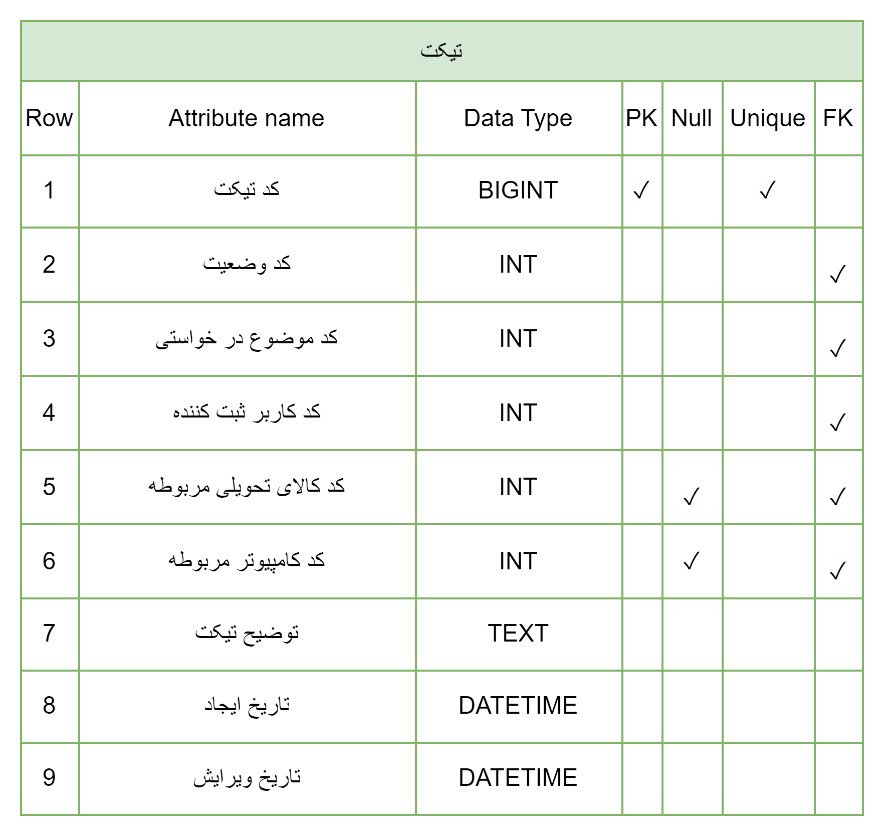 تیکت
Row Attribute name Data Type PK Null Unique FK
1 کد تیکت BIGINT ✓ ✓
2 کد وضعیت INT ✓
3 کد موضوع در خواستی INT ✓
4 کد کاربر ثبت کننده INT ✓
5 کد کالای تحویلی مربوطه INT ✓ ✓
6 کد کامپیوتر مربوطه INT ✓ ✓
7 توضیح تیکت TEXT
8 تاریخ ایجاد DATETIME
9 تاریخ ویرایش DATETIME